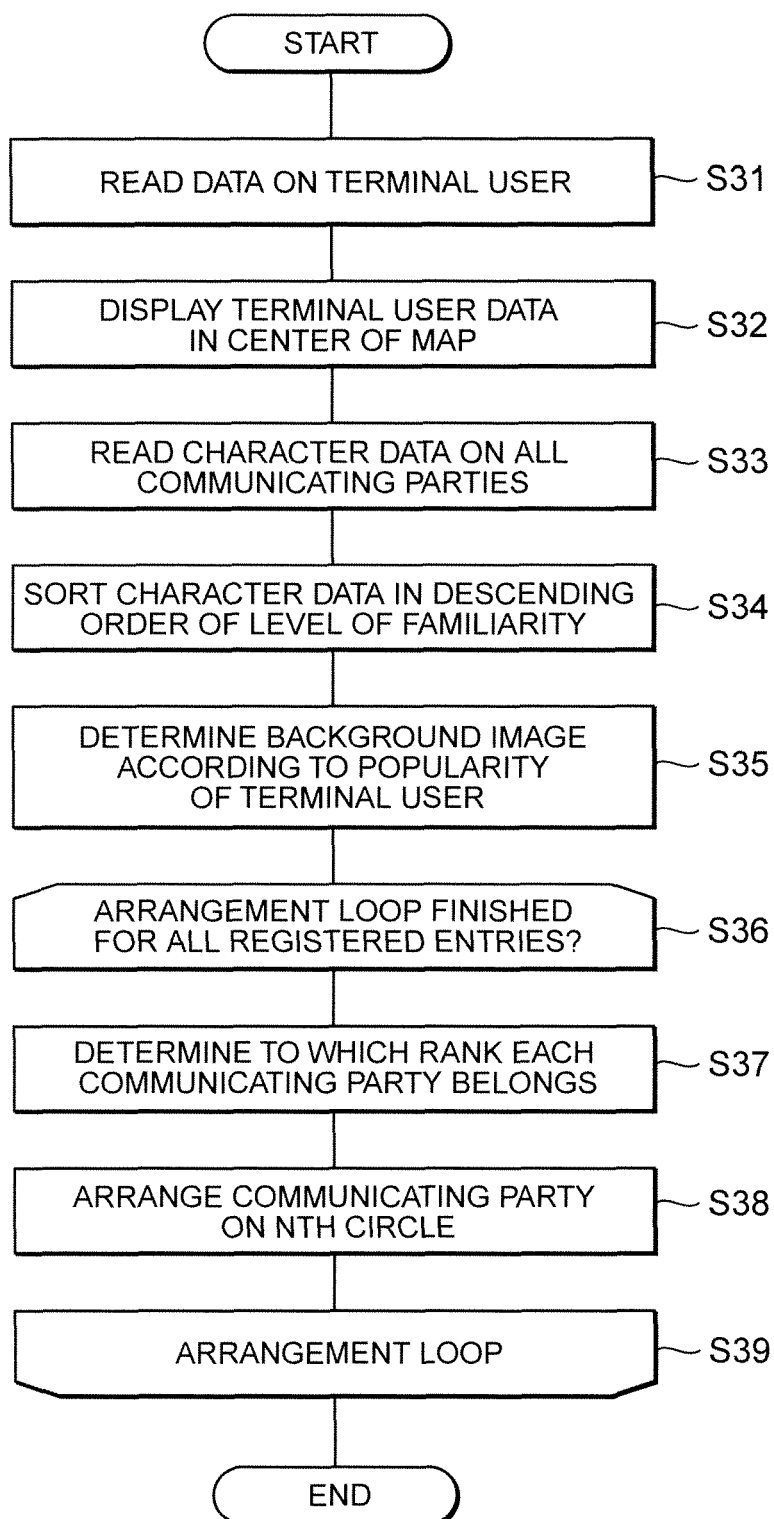 START
READ DATA ON TERMINAL USER
S31
DISPLAY TERMINAL USER DATA
IN CENTER OF MAP
S32
READ CHARACTER DATA ON ALL
COMMUNICATING PARTIES
S33
SORT CHARACTER DATA IN DESCENDING
ORDER OF LEVEL OF FAMILIARITY
S34
DETERMINE BACKGROUND IMAGE
ACCORDING TO POPULARITY
OF TERMINAL USER
S35
ARRANGEMENT LOOP FINISHED
FOR ALL REGISTERED ENTRIES?
S36
DETERMINE TO WHICH RANK EACH
COMMUNICATING PARTY BELONGS
S37
ARRANGE COMMUNICATING PARTY
ON NTH CIRCLE
S38
ARRANGEMENT LOOP
S39
END